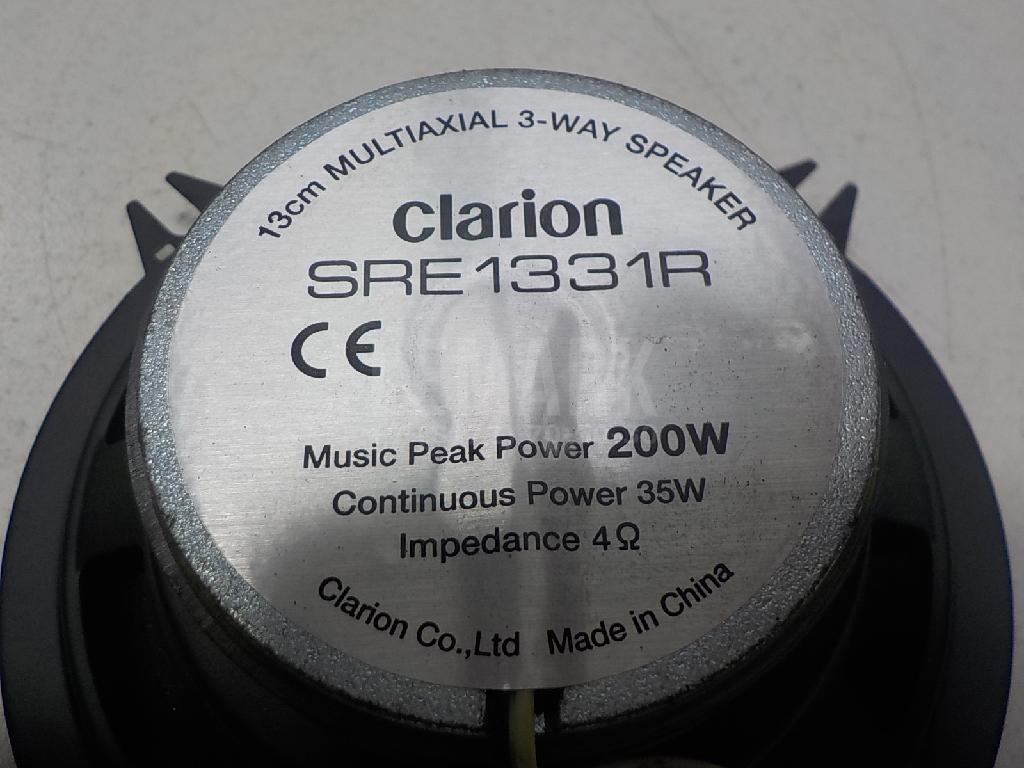 13cm MULTIAXIAL 3-WAY SPEAKER
clarion
SRE1331R
CE
MARK
Music Peak Power 200W
Continuous Power 35W
Impedance 4Ω
Clarion Co.,Ltd Made in China